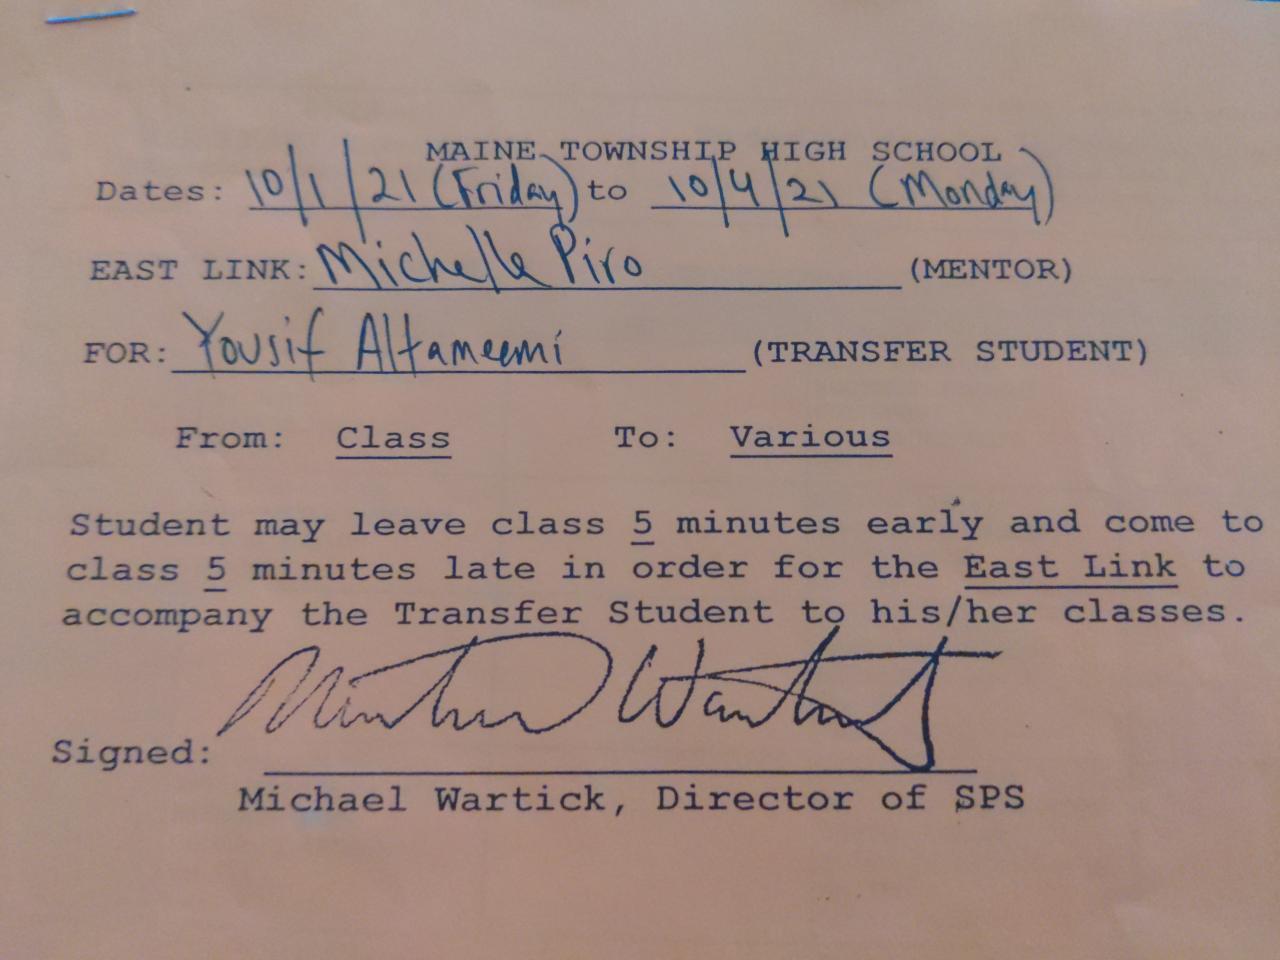 MAINE TOWNSHIP HIGH SCHOOL
Dates: 10/1/21 (Friday) to 10/4/21 (Monday)
EAST LINK: Michelle Piro (MENTOR)
FOR: Yousif Altameemi (TRANSFER STUDENT)
From: Class To: Various
Student may leave class 5 minutes early and come to
class 5 minutes late in order for the East Link to
accompany the Transfer Student to his/her classes.
Michael Wartick
Signed:
Michael Wartick, Director of SPS